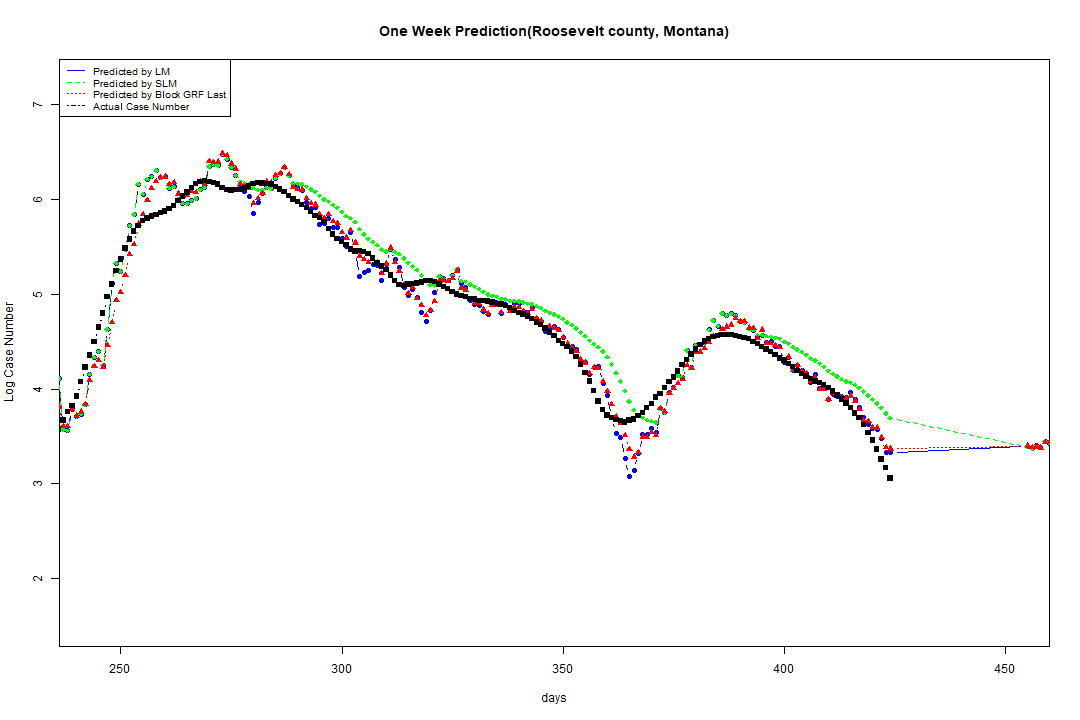 One Week Prediction(Roosevelt county, Montana)
Predicted by LM
Predicted by SLM
Predicted by Block GRF Last
Actual Case Number
7
6
5
4
3
2
Log Case Number
250 300 350 400 450
days